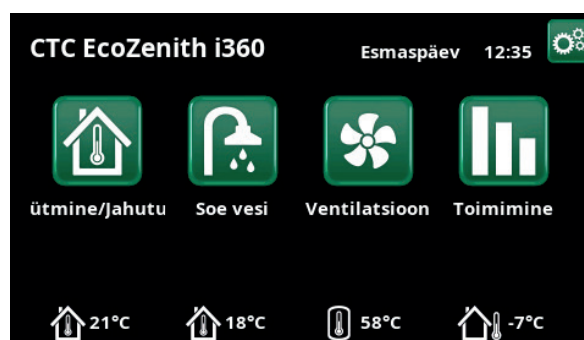 CTC EcoZenith i360 Esmaspäev 12:35
ütmine/Jahutu Soe vesi Ventilatsioon Toimimine
21°C 18°C 58°C -7°C